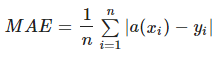 MAE = \frac{1}{n} \sum_{i=1}^{n} |a(x_i) − y_i|